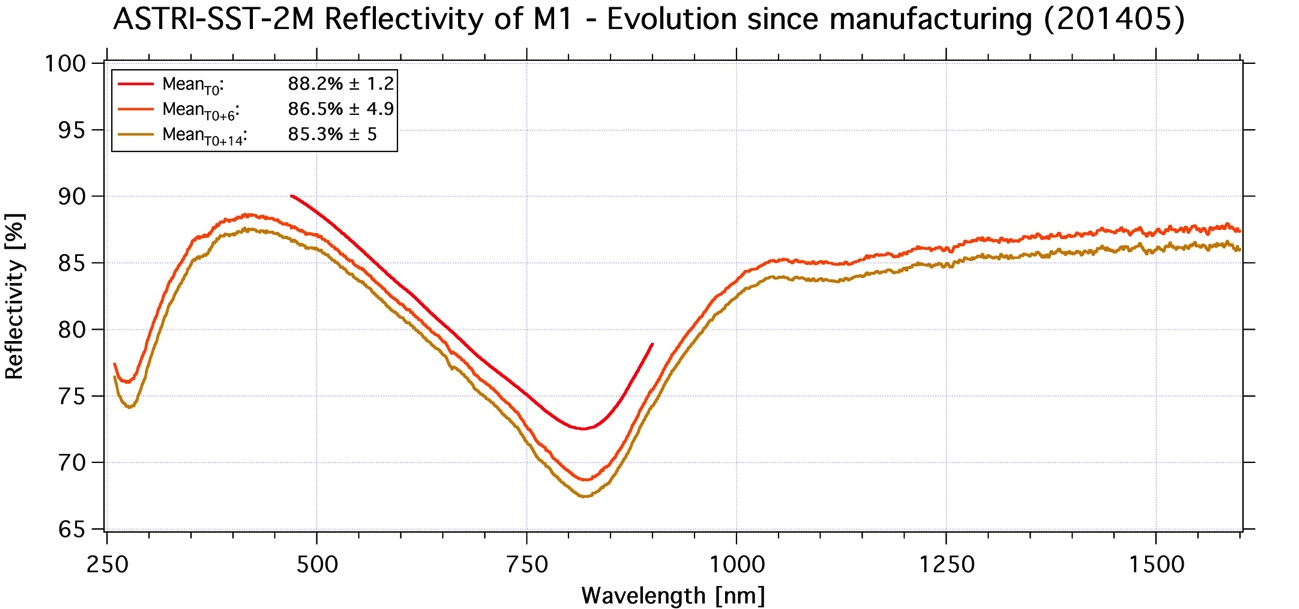 ASTRI-SST-2M Reflectivity of M1 - Evolution since manufacturing (201405)
100
95
90
85
80
75
70
65
Reflectivity [%]
MeanT0: 88.2% ± 1.2
MeanT0+6: 86.5% ± 4.9
MeanT0+14: 85.3% ± 5
250 500 750 1000 1250 1500
Wavelength [nm]